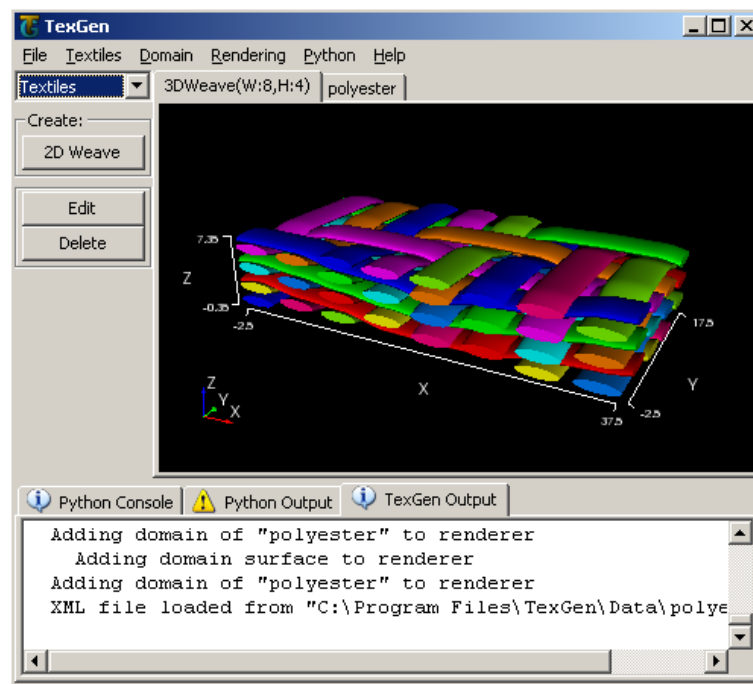 TexGen
File Textiles Domain Rendering Python Help
Textiles
3DWeave(W:8,H:4) polyester
Create:
2D Weave
Edit
Delete
7.35
Z
-0.35
-2.5
X
37.5
-2.5
Y
17.5
Z
Y
X
Python Console Python Output TexGen Output
Adding domain of "polyester" to renderer
Adding domain surface to renderer
Adding domain of "polyester" to renderer
XML file loaded from "C:\Program Files\TexGen\Data\polye